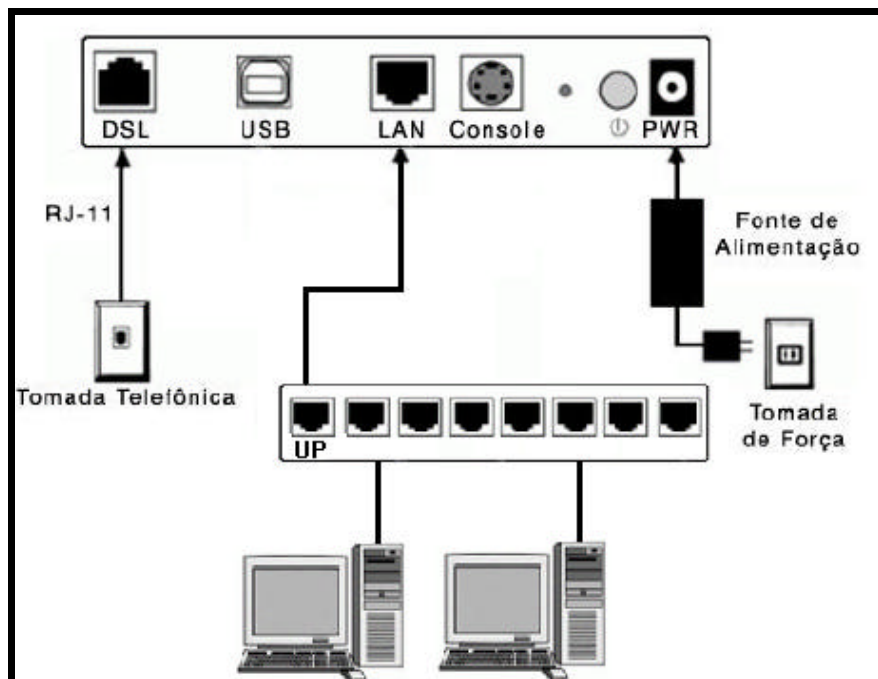 DSL USB LAN Console PWR
RJ-11
Fonte de
Alimentação
Tomada Telefônica
Tomada
de Força
UP